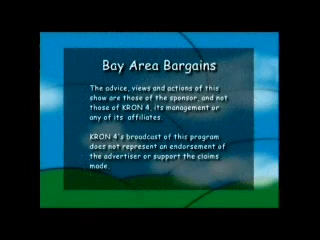 Bay Area Bargains
The advice, views and actions of this
show are those of the sponsor, and not
those of KRON 4, its management or
any of its affiliates.
KRON 4's broadcast of this program
does not represent an endorsement of
the advertiser or support the claims
made.